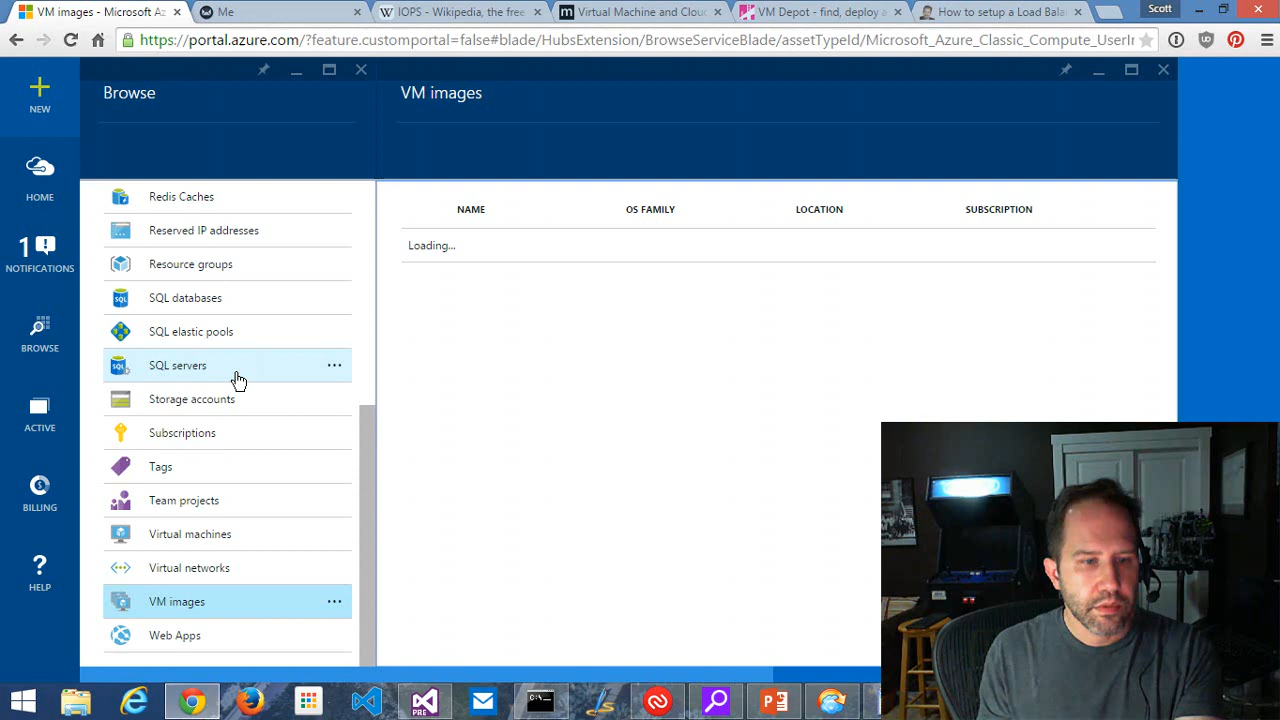 VM images - Microsoft Az
Me
IOPS - Wikipedia, the free
Virtual Machine and Clou
VM Depot - find, deploy a
How to setup a Load Bala
Scott
https://portal.azure.com/?feature.customportal=false#blade/HubsExtension/BrowseServiceBlade/assetTypeId/Microsoft_Azure_Classic_Compute_UserIr
NEW
HOME
1
NOTIFICATIONS
BROWSE
ACTIVE
BILLING
?
HELP
Browse
Redis Caches
Reserved IP addresses
Resource groups
SQL databases
SQL elastic pools
SQL servers
Storage accounts
Subscriptions
Tags
Team projects
Virtual machines
Virtual networks
VM images
Web Apps
VM images
NAME OS FAMILY LOCATION SUBSCRIPTION
Loading...